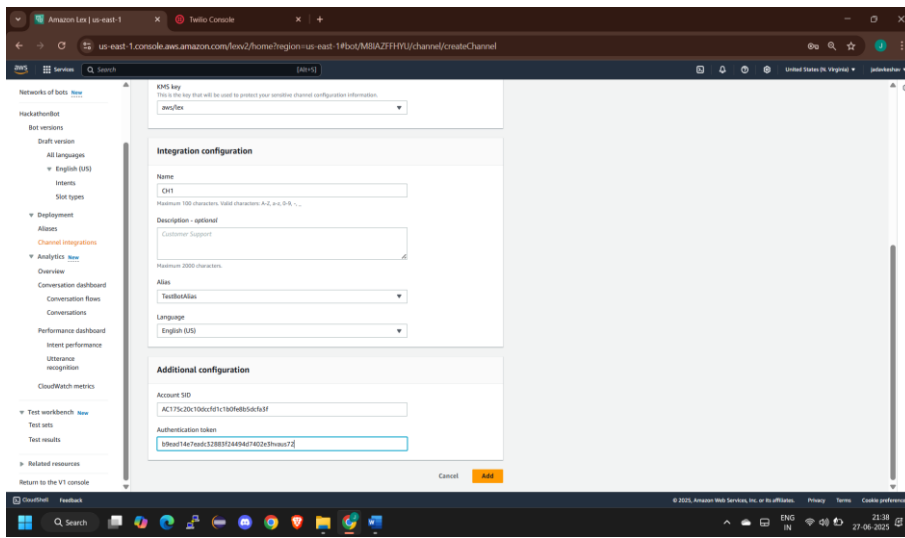 Amazon Lex | us-east-1
Twilio Console
us-east-1.console.aws.amazon.com/lexv2/home?region=us-east-1#bot/M8IAZFFHYU/channel/createChannel
aws
Services
Search
[Alt+S]
United States (N. Virginia)
jadavkeshav
Networks of bots New
HackathonBot
Bot versions
Draft version
All languages
English (US)
Intents
Slot types
Deployment
Aliases
Channel integrations
Analytics New
Overview
Conversation dashboard
Conversation flows
Conversations
Performance dashboard
Intent performance
Utterance
recognition
CloudWatch metrics
Test workbench New
Test sets
Test results
Related resources
Return to the V1 console
KMS key
This is the key that will be used to protect your sensitive channel configuration information.
aws/lex
Integration configuration
Name
CH1
Maximum 100 characters. Valid characters: A-Z, a-z, 0-9, -, _
Description - optional
Customer Support
Maximum 2000 characters.
Alias
TestBotAlias
Language
English (US)
Additional configuration
Account SID
AC175c20c10dccfd1c1b0fe8b5dcfa3f
Authentication token
b9ead14e7eadc32883f24494d7402e3hvaus72
Cancel
Add
CloudShell
Feedback
© 2025, Amazon Web Services, Inc. or its affiliates.
Privacy
Terms
Cookie preference
Search
ENG
IN
21:38
27-06-2025